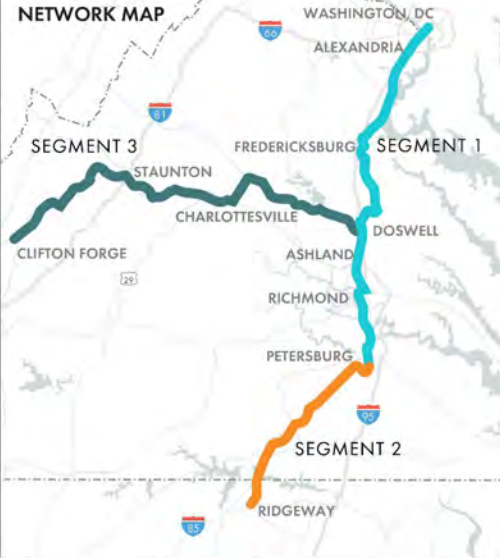 NETWORK MAP
WASHINGTON, DC
66
ALEXANDRIA
81
SEGMENT 3
FREDERICKSBURG
SEGMENT 1
STAUNTON
CHARLOTTESVILLE
DOSWELL
CLIFTON FORGE
ASHLAND
29
RICHMOND
PETERSBURG
95
SEGMENT 2
RIDGEWAY
85